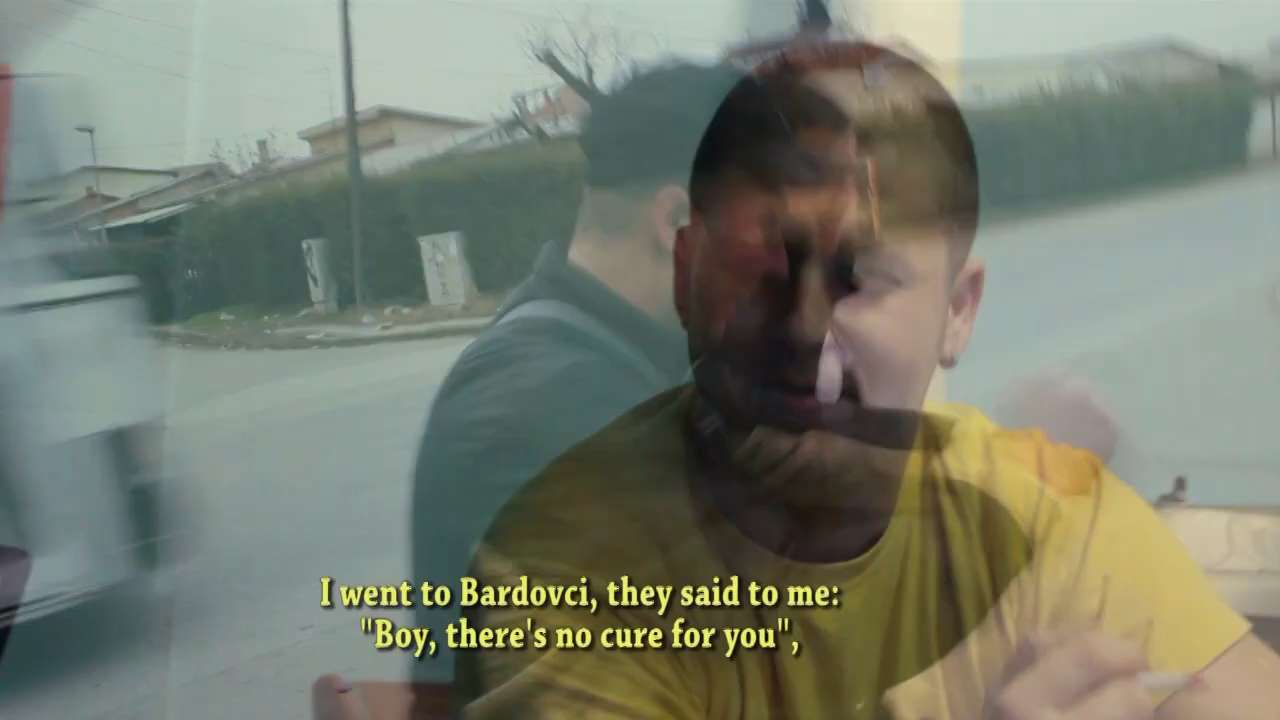 I went to Bardovci, they said to me:
"Boy, there's no cure for you",